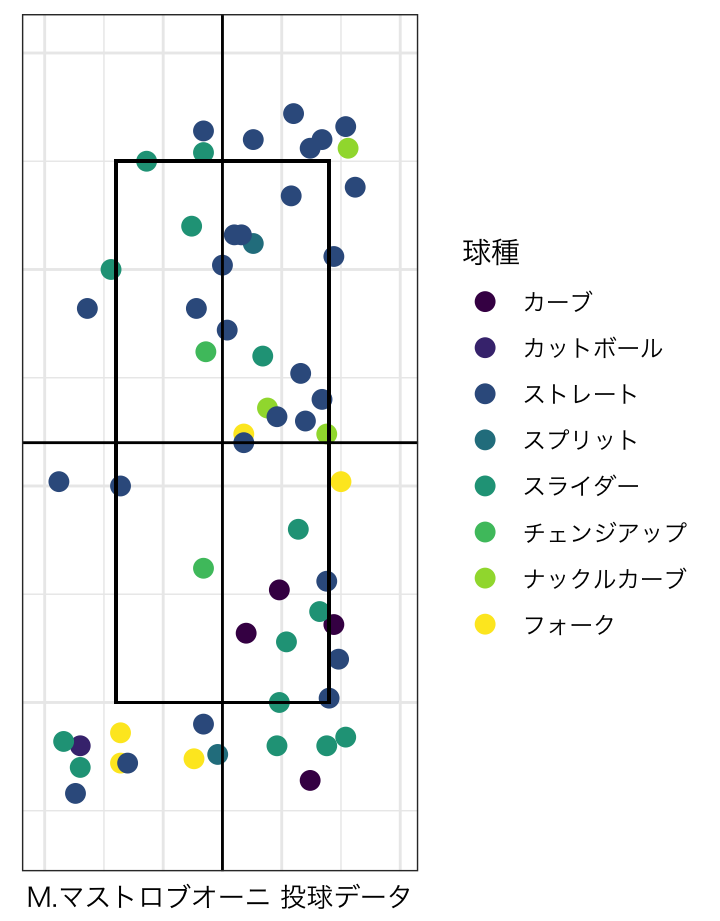 球種
カーブ
カットボール
ストレート
スプリット
スライダー
チェンジアップ
ナックルカーブ
フォーク
M.マストロブオーニ 投球データ